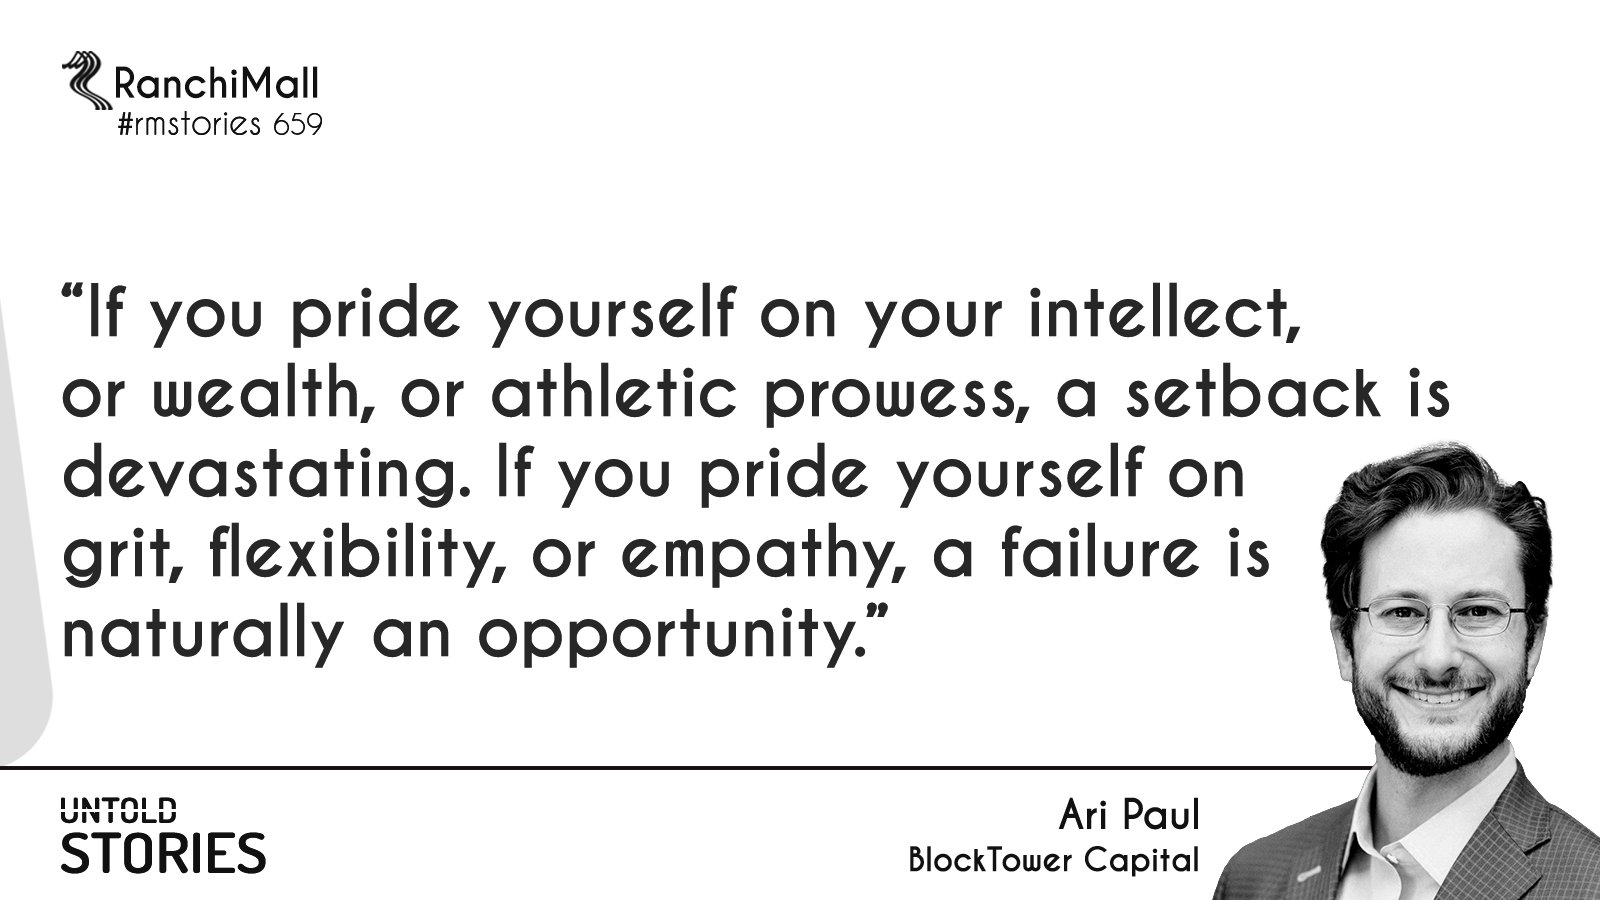 RanchiMall
#rmstories 659
“If you pride yourself on your intellect,
or wealth, or athletic prowess, a setback is
devastating. If you pride yourself on
grit, flexibility, or empathy, a failure is
naturally an opportunity.”
UNTOLD
STORIES
Ari Paul
BlockTower Capital